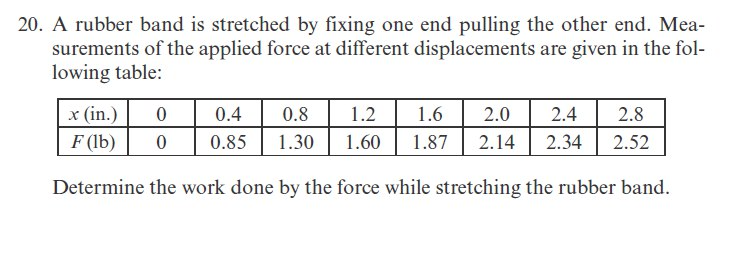 20. A rubber band is stretched by fixing one end pulling the other end. Mea-
surements of the applied force at different displacements are given in the fol-
lowing table:
x (in.) 0 0.4 0.8 1.2 1.6 2.0 2.4 2.8
F (lb) 0 0.85 1.30 1.60 1.87 2.14 2.34 2.52
Determine the work done by the force while stretching the rubber band.